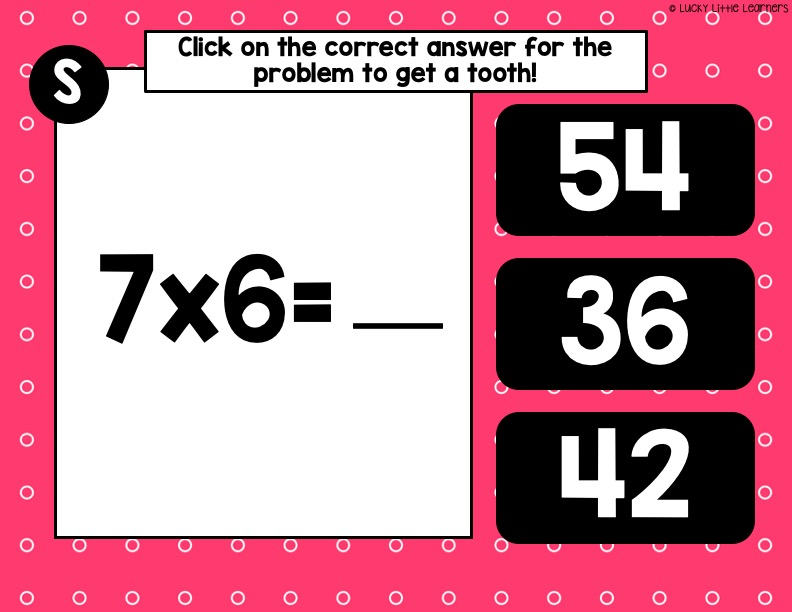 © Lucky Little Learners
Click on the correct answer for the
problem to get a tooth!
S
7x6= __
54
36
42